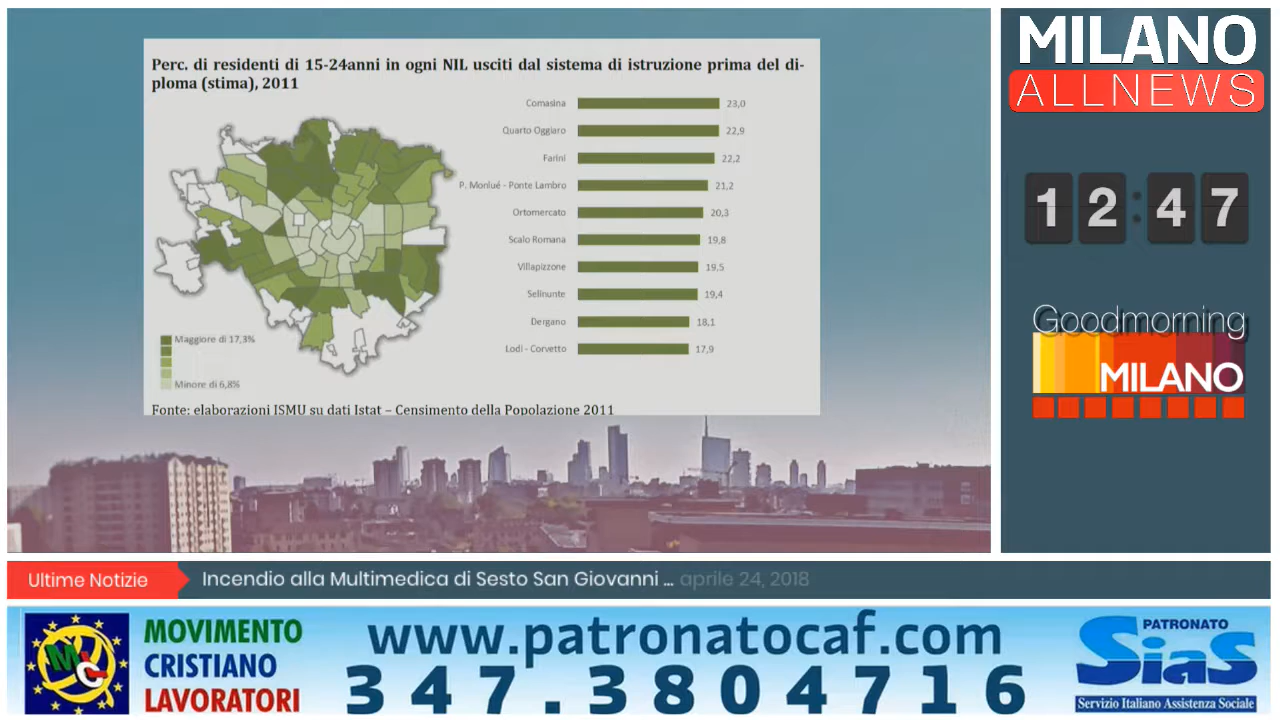 Perc. di residenti di 15-24anni in ogni NIL usciti dal sistema di istruzione prima del di-
ploma (stima), 2011
Comasina 23,0
Quarto Oggiaro 22,9
Farini 22,2
P. Monlué - Ponte Lambro 21,2
Ortomercato 20,3
Scalo Romana 19,8
Villapizzone 19,5
Selinunte 19,4
Dergano 18,1
Lodi - Corvetto 17,9
Maggiore di 17,3%
Minore di 6,8%
Fonte: elaborazioni ISMU su dati Istat – Censimento della Popolazione 2011
MILANO
ALLNEWS
12:47
Goodmorning
MILANO
Ultime Notizie
Incendio alla Multimedica di Sesto San Giovanni ... aprile 24, 2018
MCL
MOVIMENTO
CRISTIANO
LAVORATORI
www.patronatocaf.com
347.3804716
PATRONATO
SiaS
Servizio Italiano Assistenza Sociale